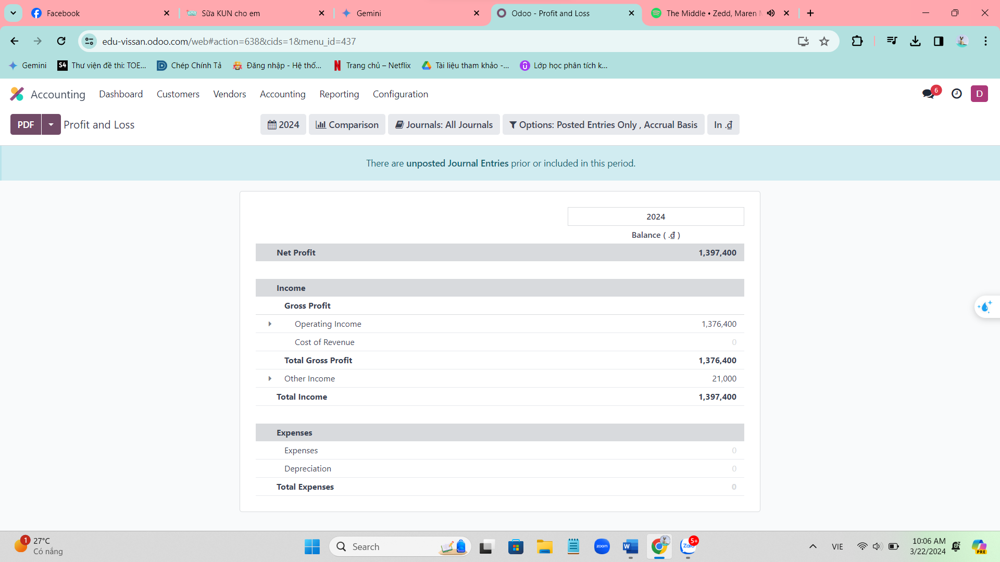 Facebook
Sữa KUN cho em
Gemini
Odoo - Profit and Loss
The Middle • Zedd, Maren
edu-vissan.odoo.com/web#action=638&cids=1&menu_id=437
Gemini
S4 Thư viện đề thi: TOE...
Chép Chính Tả
Đăng nhập - Hệ thố...
Trang chủ – Netflix
Tài liệu tham khảo -...
Lớp học phân tích k...
Accounting Dashboard Customers Vendors Accounting Reporting Configuration
6
D
PDF Profit and Loss
2024
Comparison
Journals: All Journals
Options: Posted Entries Only , Accrual Basis
In .₫
There are unposted Journal Entries prior or included in this period.
2024
Balance ( .₫ )
Net Profit 1,397,400
Income
Gross Profit
Operating Income 1,376,400
Cost of Revenue 0
Total Gross Profit 1,376,400
Other Income 21,000
Total Income 1,397,400
Expenses
Expenses 0
Depreciation 0
Total Expenses 0
1
27°C
Có nắng
Search
zoom
W
Zalo
5+
VIE
10:06 AM
3/22/2024
PRE